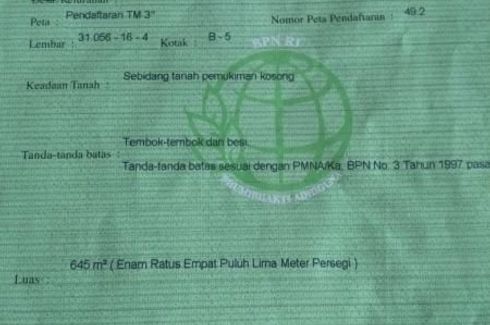 Peta : Pendaftaran TM 3° Nomor Peta Pendaftaran : 49.2
Lembar : 31.056 - 16 - 4 Kotak : B - 5
BPN RI
Keadaan Tanah : Sebidang tanah pemukiman kosong
Tembok-tembok dan besi.
Tanda-tanda batas :
Tanda-tanda batas sesuai dengan PMNA/Ka. BPN No. 3 Tahun 1997 pasa
Luas : 645 m² ( Enam Ratus Empat Puluh Lima Meter Persegi )